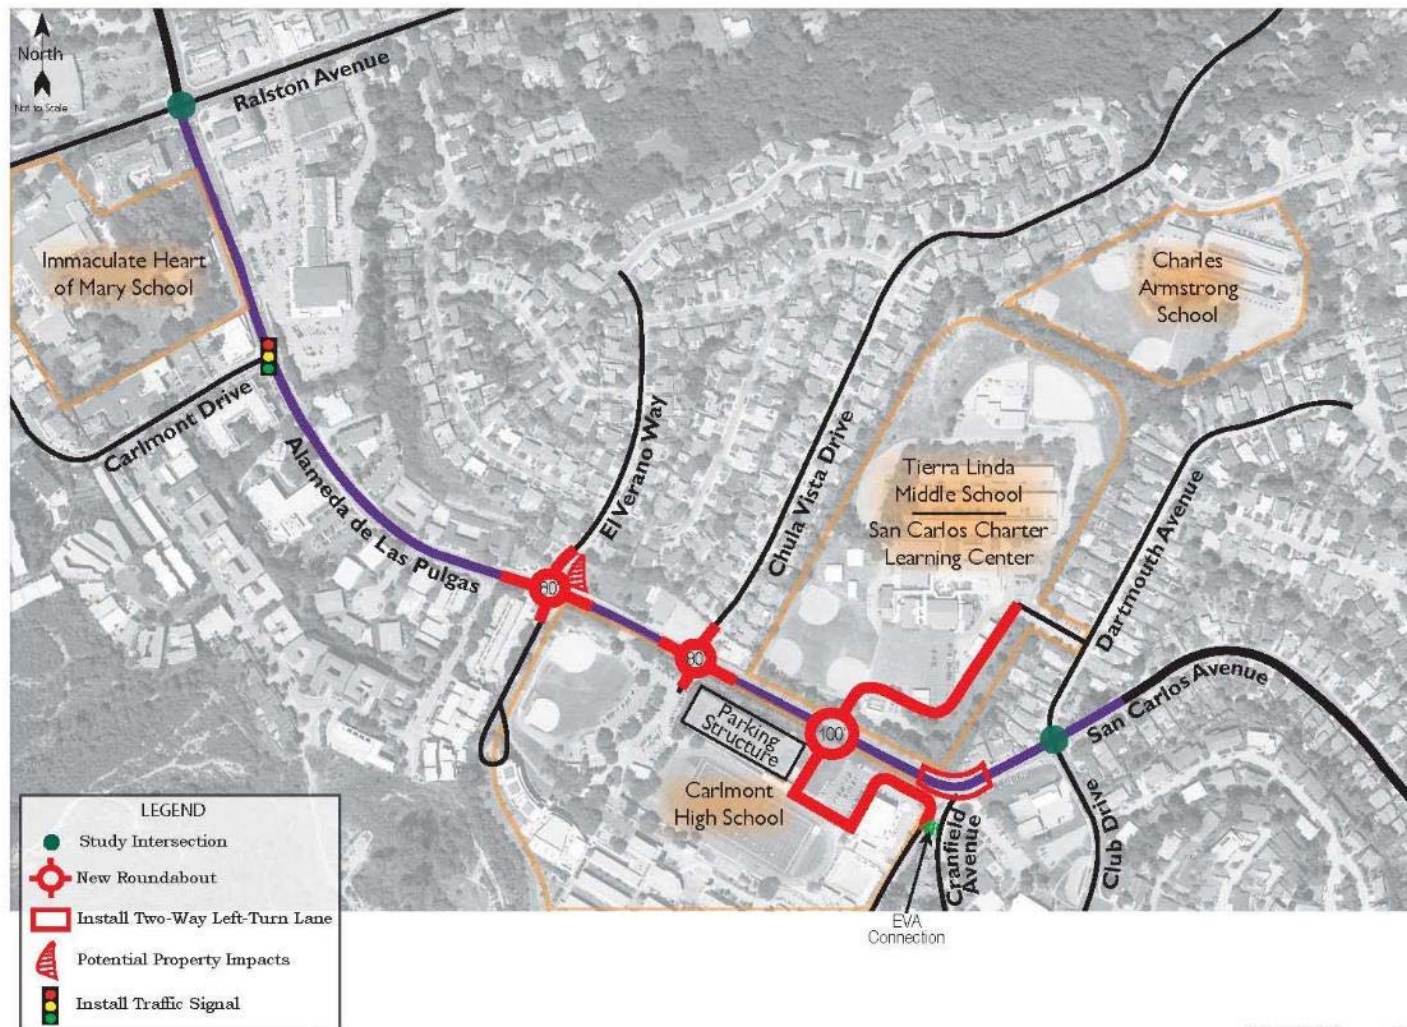 North
Not to Scale
Ralston Avenue
Immaculate Heart
of Mary School
Charles
Armstrong
School
Carlmont Drive
Alameda de Las Pulgas
El Verano Way
Chula Vista Drive
Tierra Linda
Middle School
San Carlos Charter
Learning Center
Dartmouth Avenue
80'
80'
100'
Parking
Structure
San Carlos Avenue
Carlmont
High School
Cranfield
Avenue
Club Drive
EVA
Connection
LEGEND
Study Intersection
New Roundabout
Install Two-Way Left-Turn Lane
Potential Property Impacts
Install Traffic Signal